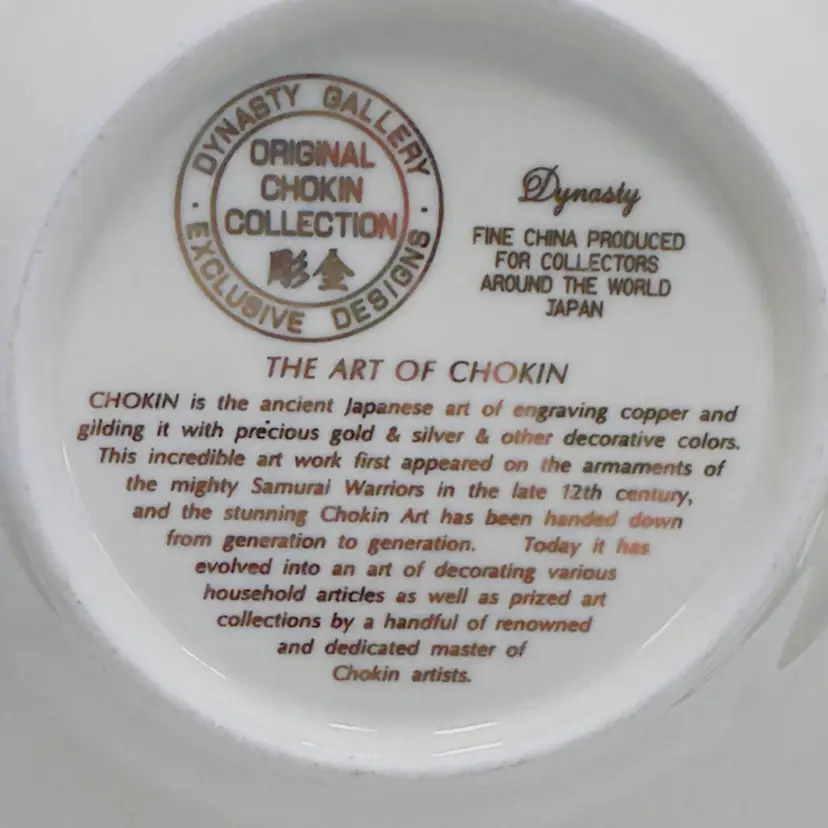 DYNASTY GALLERY
ORIGINAL
CHOKIN
COLLECTION
彫金
· EXCLUSIVE DESIGNS ·
Dynasty
FINE CHINA PRODUCED
FOR COLLECTORS
AROUND THE WORLD
JAPAN
THE ART OF CHOKIN
CHOKIN is the ancient Japanese art of engraving copper and
gilding it with precious gold & silver & other decorative colors.
This incredible art work first appeared on the armaments of
the mighty Samurai Warriors in the late 12th century,
and the stunning Chokin Art has been handed down
from generation to generation. Today it has
evolved into an art of decorating various
household articles as well as prized art
collections by a handful of renowned
and dedicated master of
Chokin artists.